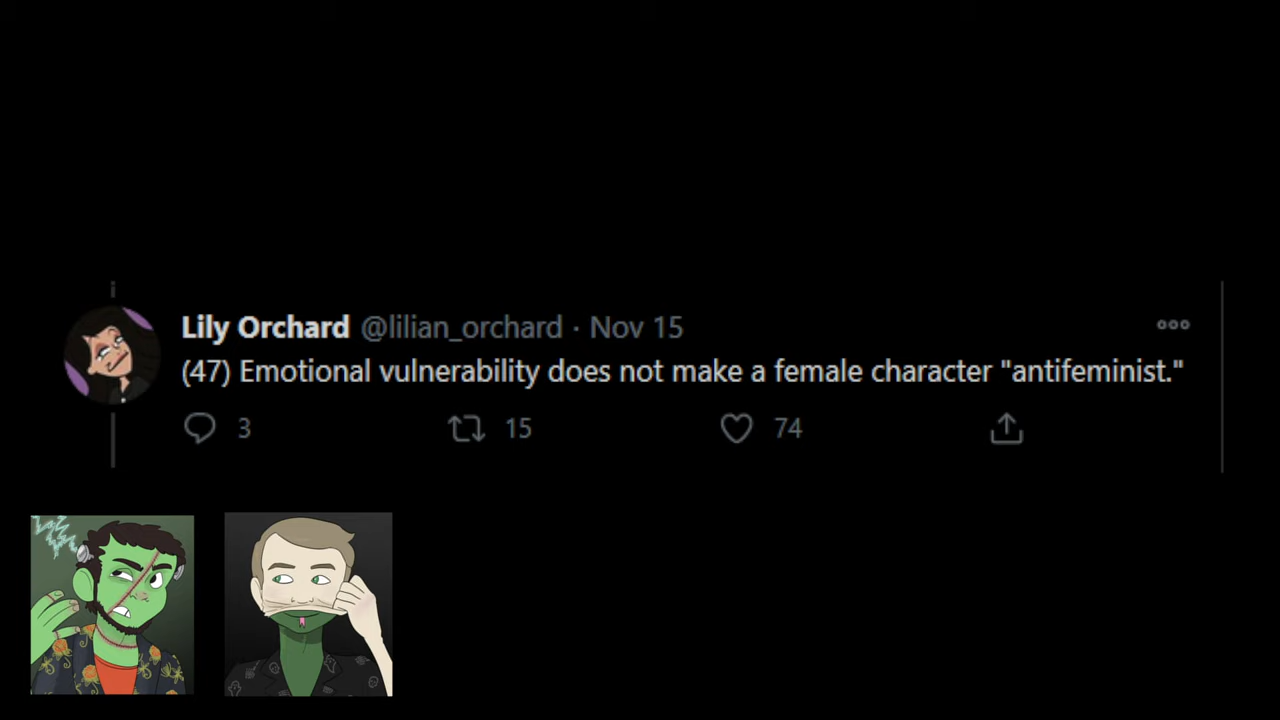 Lily Orchard @lilian_orchard · Nov 15
(47) Emotional vulnerability does not make a female character "antifeminist."
3 15 74